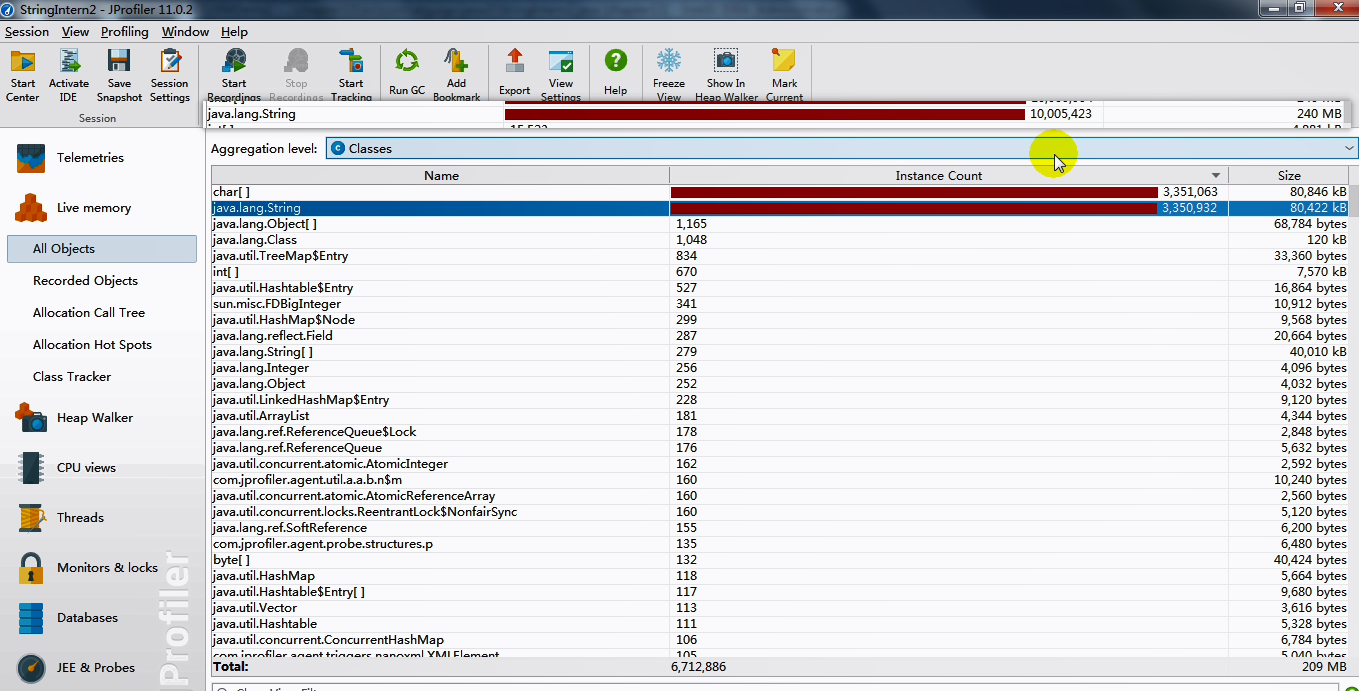 StringIntern2 - JProfiler 11.0.2
Session View Profiling Window Help
Start Center
Activate IDE
Save Snapshot
Session Settings
Start Recordings
Stop Recordings
Start Tracking
Run GC
Add Bookmark
Export
View Settings
Help
Freeze View
Show In Heap Walker
Mark Current
Session
java.lang.String 10,005,423 240 MB
Aggregation level: Classes
Name Instance Count Size
char[ ] 3,351,063 80,846 kB
java.lang.String 3,350,932 80,422 kB
java.lang.Object[ ] 1,165 68,784 bytes
java.lang.Class 1,048 120 kB
java.util.TreeMap$Entry 834 33,360 bytes
int[ ] 670 7,570 kB
java.util.Hashtable$Entry 527 16,864 bytes
sun.misc.FDBigInteger 341 10,912 bytes
java.util.HashMap$Node 299 9,568 bytes
java.lang.reflect.Field 287 20,664 bytes
java.lang.String[ ] 279 40,010 kB
java.lang.Integer 256 4,096 bytes
java.lang.Object 252 4,032 bytes
java.util.LinkedHashMap$Entry 228 9,120 bytes
java.util.ArrayList 181 4,344 bytes
java.lang.ref.ReferenceQueue$Lock 178 2,848 bytes
java.lang.ref.ReferenceQueue 176 5,632 bytes
java.util.concurrent.atomic.AtomicInteger 162 2,592 bytes
com.jprofiler.agent.util.a.a.b.n$m 160 10,240 bytes
java.util.concurrent.atomic.AtomicReferenceArray 160 2,560 bytes
java.util.concurrent.locks.ReentrantLock$NonfairSync 160 5,120 bytes
java.lang.ref.SoftReference 155 6,200 bytes
com.jprofiler.agent.probe.structures.p 135 6,480 bytes
byte[ ] 132 40,424 bytes
java.util.HashMap 118 5,664 bytes
java.util.Hashtable$Entry[ ] 117 9,680 bytes
java.util.Vector 113 3,616 bytes
java.util.Hashtable 111 5,328 bytes
java.util.concurrent.ConcurrentHashMap 106 6,784 bytes
com.jprofiler.agent.triggers.nanoxml.XMLElement 105 5,040 bytes
Total: 6,712,886 209 MB
Telemetries
Live memory
All Objects
Recorded Objects
Allocation Call Tree
Allocation Hot Spots
Class Tracker
Heap Walker
CPU views
Threads
Monitors & locks
Databases
JEE & Probes
JProfiler